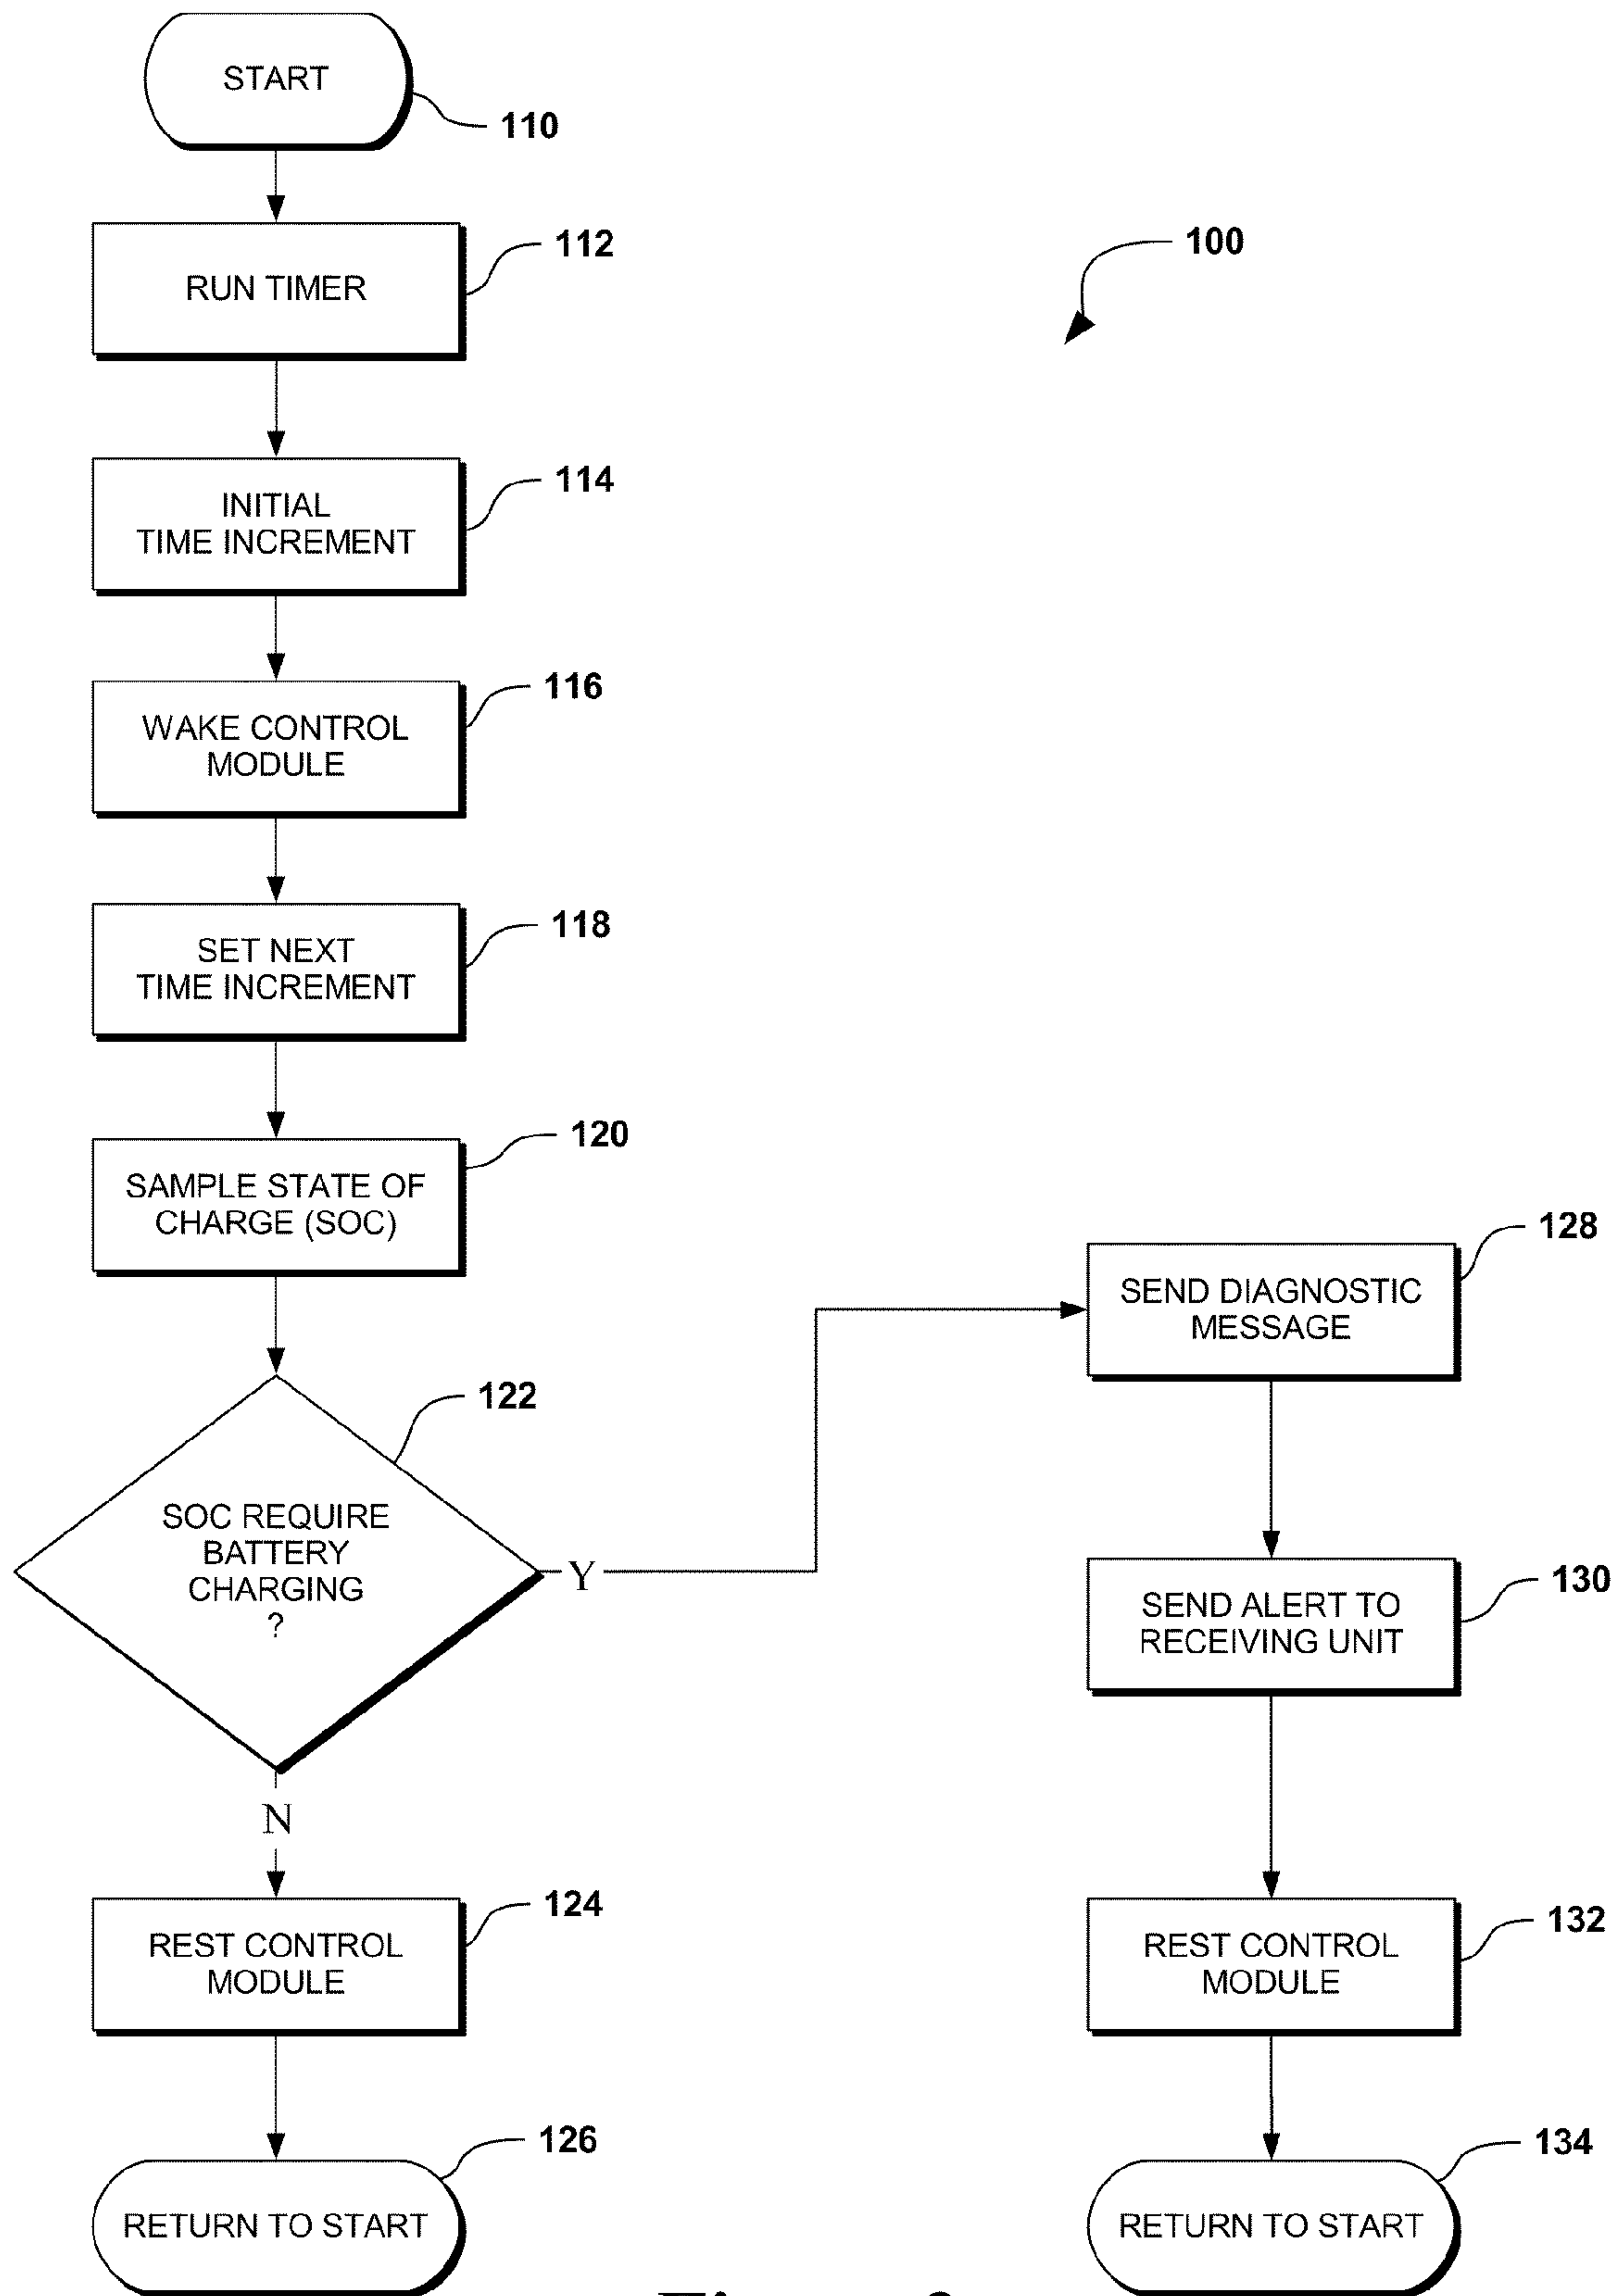 START
110
RUN TIMER
112
100
INITIAL
TIME INCREMENT
114
WAKE CONTROL
MODULE
116
SET NEXT
TIME INCREMENT
118
SAMPLE STATE OF
CHARGE (SOC)
120
SOC REQUIRE
BATTERY
CHARGING
?
122
Y
N
REST CONTROL
MODULE
124
RETURN TO START
126
SEND DIAGNOSTIC
MESSAGE
128
SEND ALERT TO
RECEIVING UNIT
130
REST CONTROL
MODULE
132
RETURN TO START
134